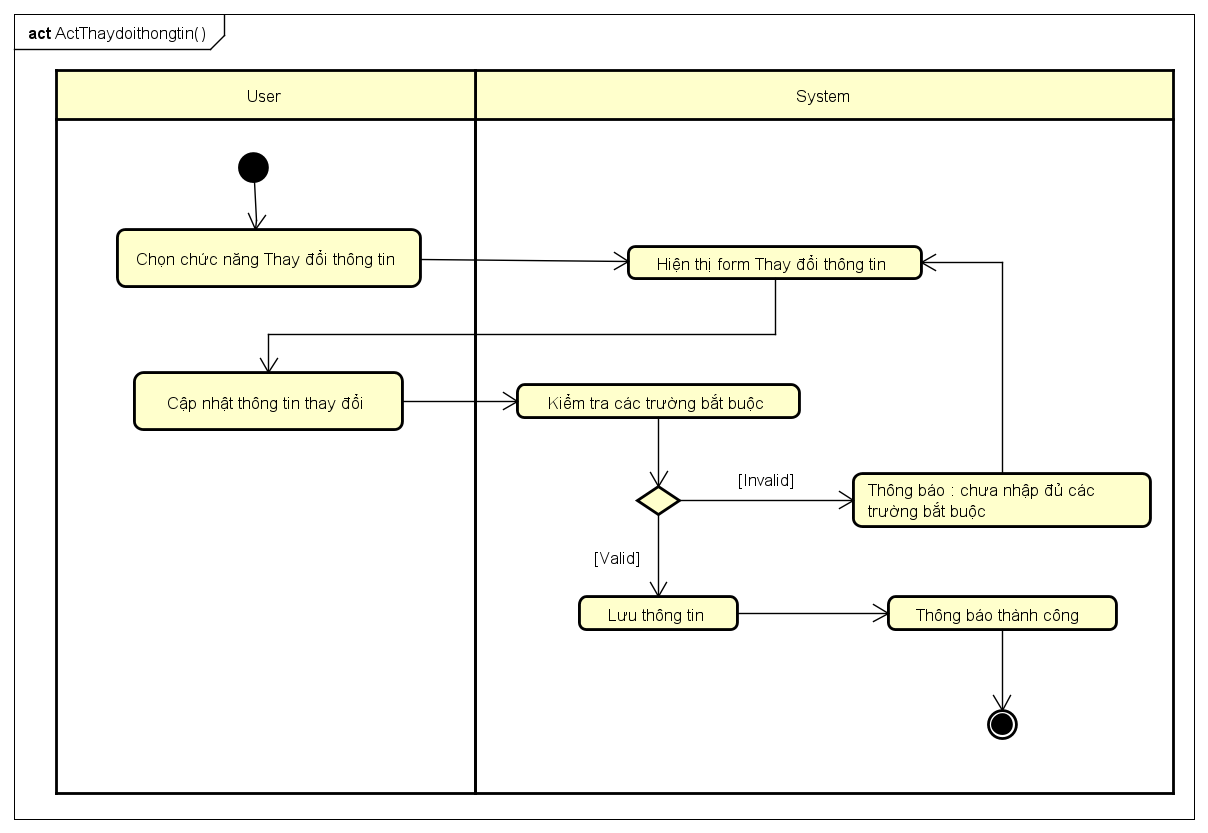 act ActThaydoithongtin()
User
System
Chọn chức năng Thay đổi thông tin
Hiện thị form Thay đổi thông tin
Cập nhật thông tin thay đổi
Kiểm tra các trường bắt buộc
[Invalid]
Thông báo : chưa nhập đủ các
trường bắt buộc
[Valid]
Lưu thông tin
Thông báo thành công